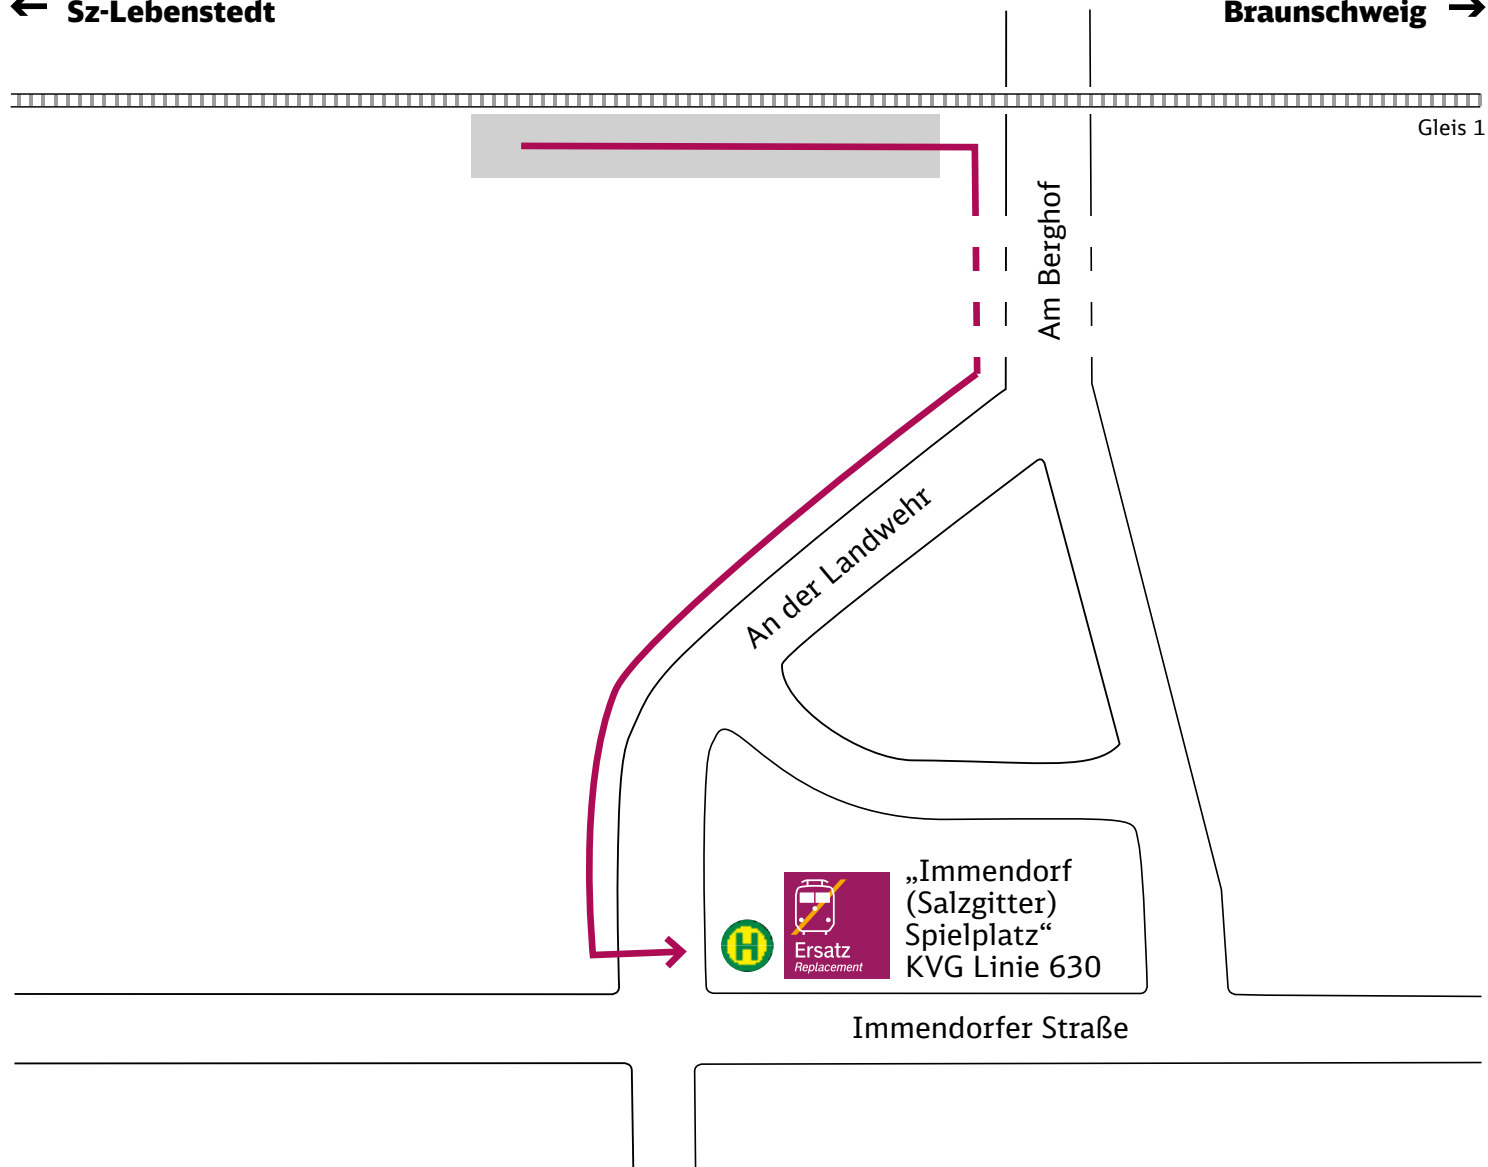 ← Sz-Lebenstedt
Braunschweig →
Gleis 1
Am Berghof
An der Landwehr
H
Ersatz
Replacement
„Immendorf
(Salzgitter)
Spielplatz“
KVG Linie 630
Immendorfer Straße